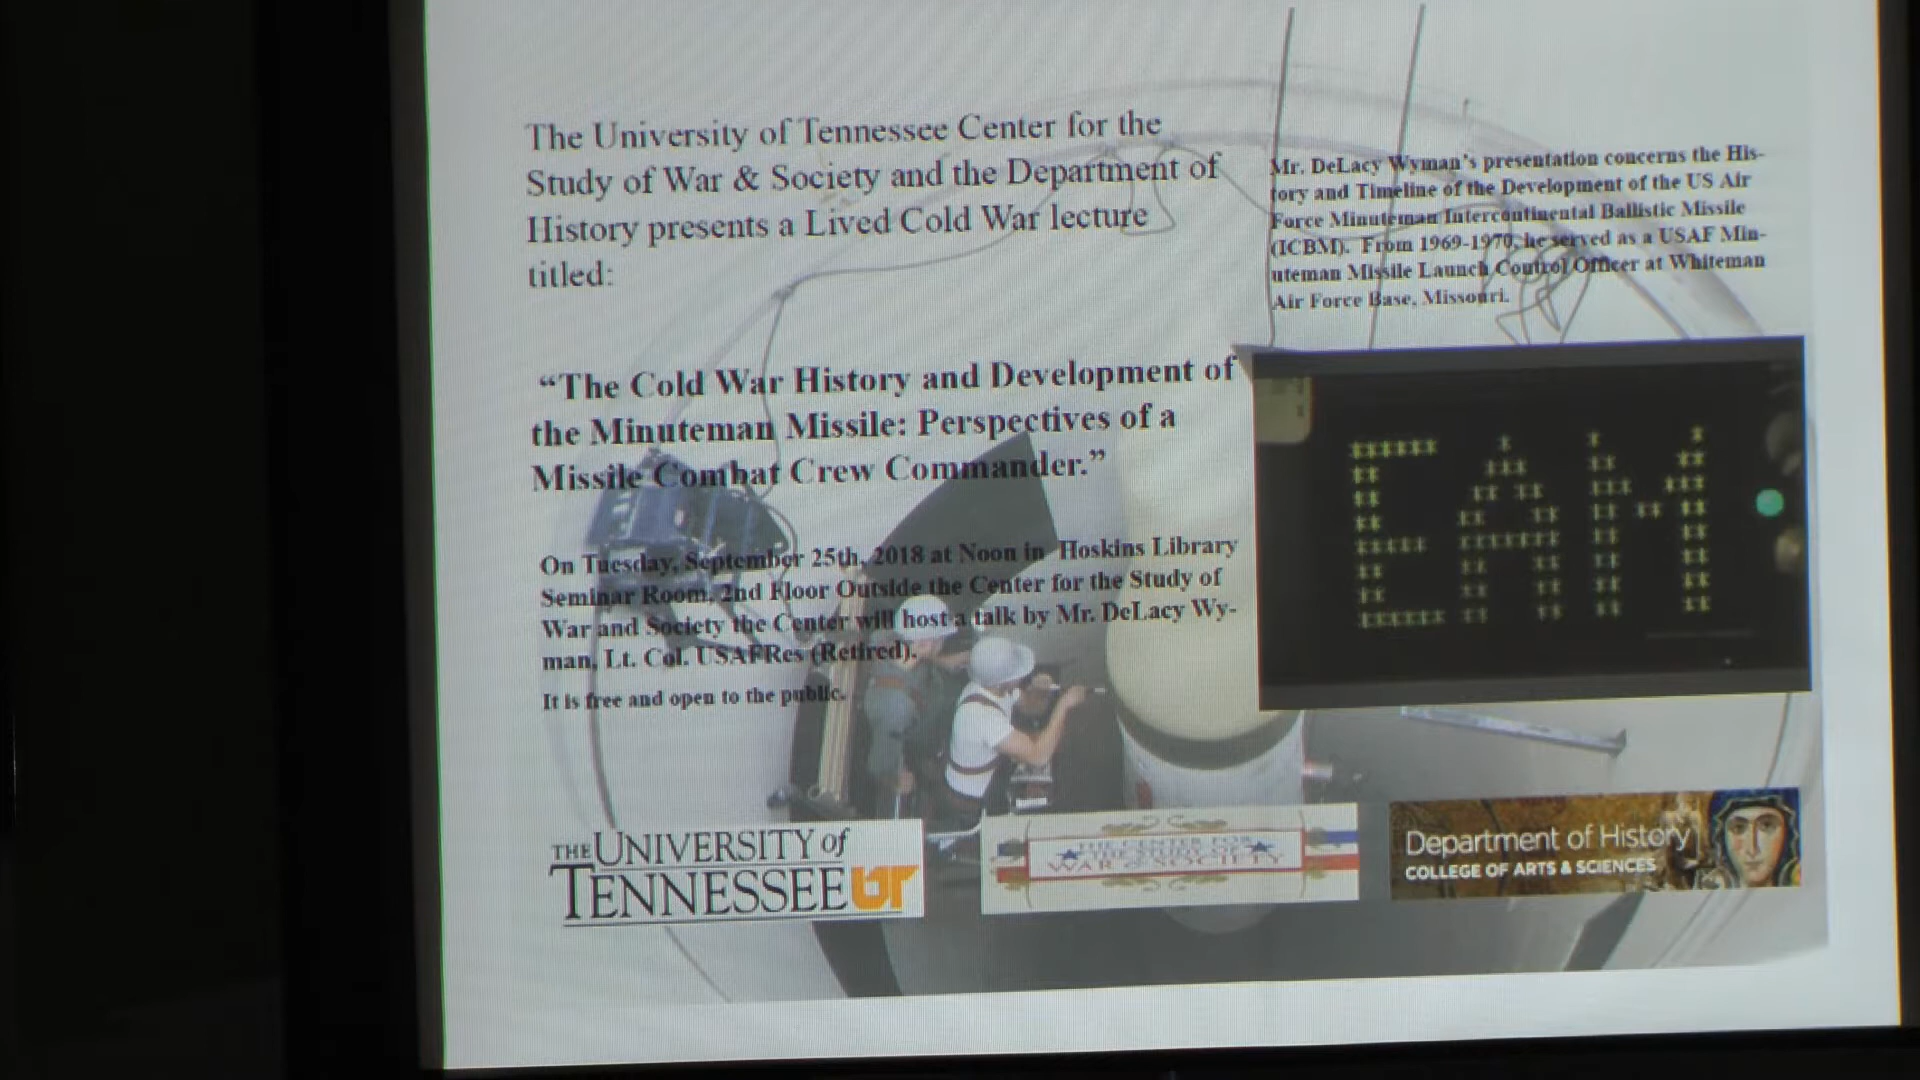 The University of Tennessee Center for the
Study of War & Society and the Department of
History presents a Lived Cold War lecture
titled:
“The Cold War History and Development of
the Minuteman Missile: Perspectives of a
Missile Combat Crew Commander.”
On Tuesday, September 25th, 2018 at Noon in Hoskins Library
Seminar Room, 2nd Floor Outside the Center for the Study of
War and Society the Center will host a talk by Mr. DeLacy Wy-
man, Lt. Col. USAFRes (Retired).
It is free and open to the public.
Mr. DeLacy Wyman’s presentation concerns the His-
tory and Timeline of the Development of the US Air
Force Minuteman Intercontinental Ballistic Missile
(ICBM). From 1969-1970, he served as a USAF Min-
uteman Missile Launch Control Officer at Whiteman
Air Force Base, Missouri.
EAM
THE UNIVERSITY of
TENNESSEE UT
THE CENTER FOR
WAR & SOCIETY
Department of History
COLLEGE OF ARTS & SCIENCES